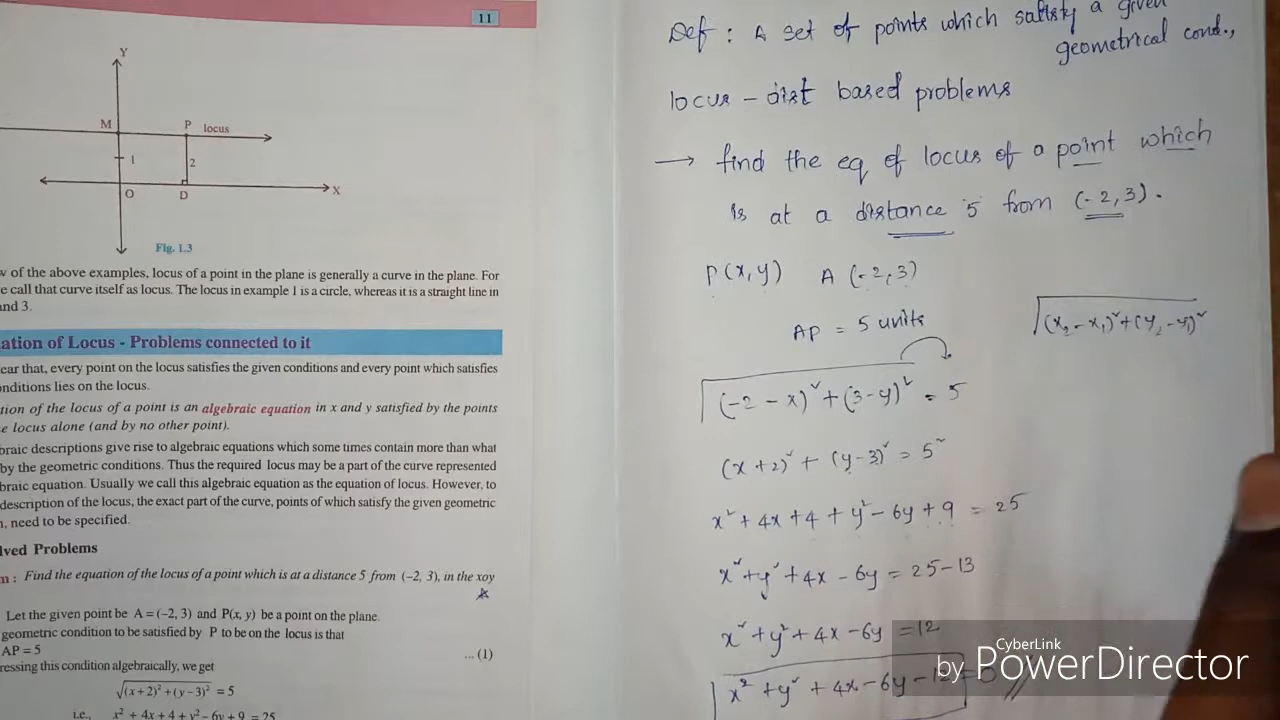 11
Y
M
P locus
1
2
O
D
X
Fig. 1.3
w of the above examples, locus of a point in the plane is generally a curve in the plane. For
e call that curve itself as locus. The locus in example 1 is a circle, whereas it is a straight line in
and 3.
ation of Locus - Problems connected to it
ear that, every point on the locus satisfies the given conditions and every point which satisfies
onditions lies on the locus.
tion of the locus of a point is an algebraic equation in x and y satisfied by the points
e locus alone (and by no other point).
braic descriptions give rise to algebraic equations which some times contain more than what
by the geometric conditions. Thus the required locus may be a part of the curve represented
braic equation. Usually we call this algebraic equation as the equation of locus. However, to
description of the locus, the exact part of the curve, points of which satisfy the given geometric
, need to be specified.
lved Problems
m : Find the equation of the locus of a point which is at a distance 5 from (–2, 3), in the xoy
Let the given point be A = (–2, 3) and P(x, y) be a point on the plane.
geometric condition to be satisfied by P to be on the locus is that
AP = 5 ... (1)
ressing this condition algebraically, we get
√(x+2)²+(y–3)² = 5
i.e., x² + 4x + 4 + y² – 6y + 9 = 25
Def : A set of points which satisfy a given
geometrical cond.,
locus - dist based problems
→ find the eq of locus of a point which
is at a distance 5 from (-2,3).
P(x,y) A (-2,3)
AP = 5 units
√(x₂-x₁)²+(y₂-y₁)²
√(-2-x)²+(3-y)² = 5
(x+2)²+(y-3)² = 5²
x²+4x+4+y²-6y+9 = 25
x²+y²+4x-6y = 25-13
x²+y²+4x-6y = 12
x²+y²+4x-6y-12=0
CyberLink
by PowerDirector